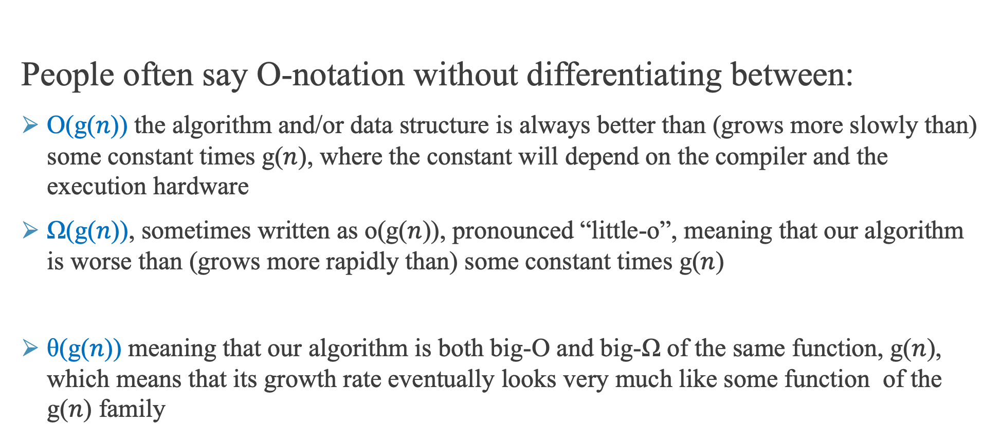 People often say O-notation without differentiating between:
➢ O(g(n)) the algorithm and/or data structure is always better than (grows more slowly than)
some constant times g(n), where the constant will depend on the compiler and the
execution hardware
➢ Ω(g(n)), sometimes written as o(g(n)), pronounced “little-o”, meaning that our algorithm
is worse than (grows more rapidly than) some constant times g(n)
➢ θ(g(n)) meaning that our algorithm is both big-O and big-Ω of the same function, g(n),
which means that its growth rate eventually looks very much like some function  of the
g(n) family